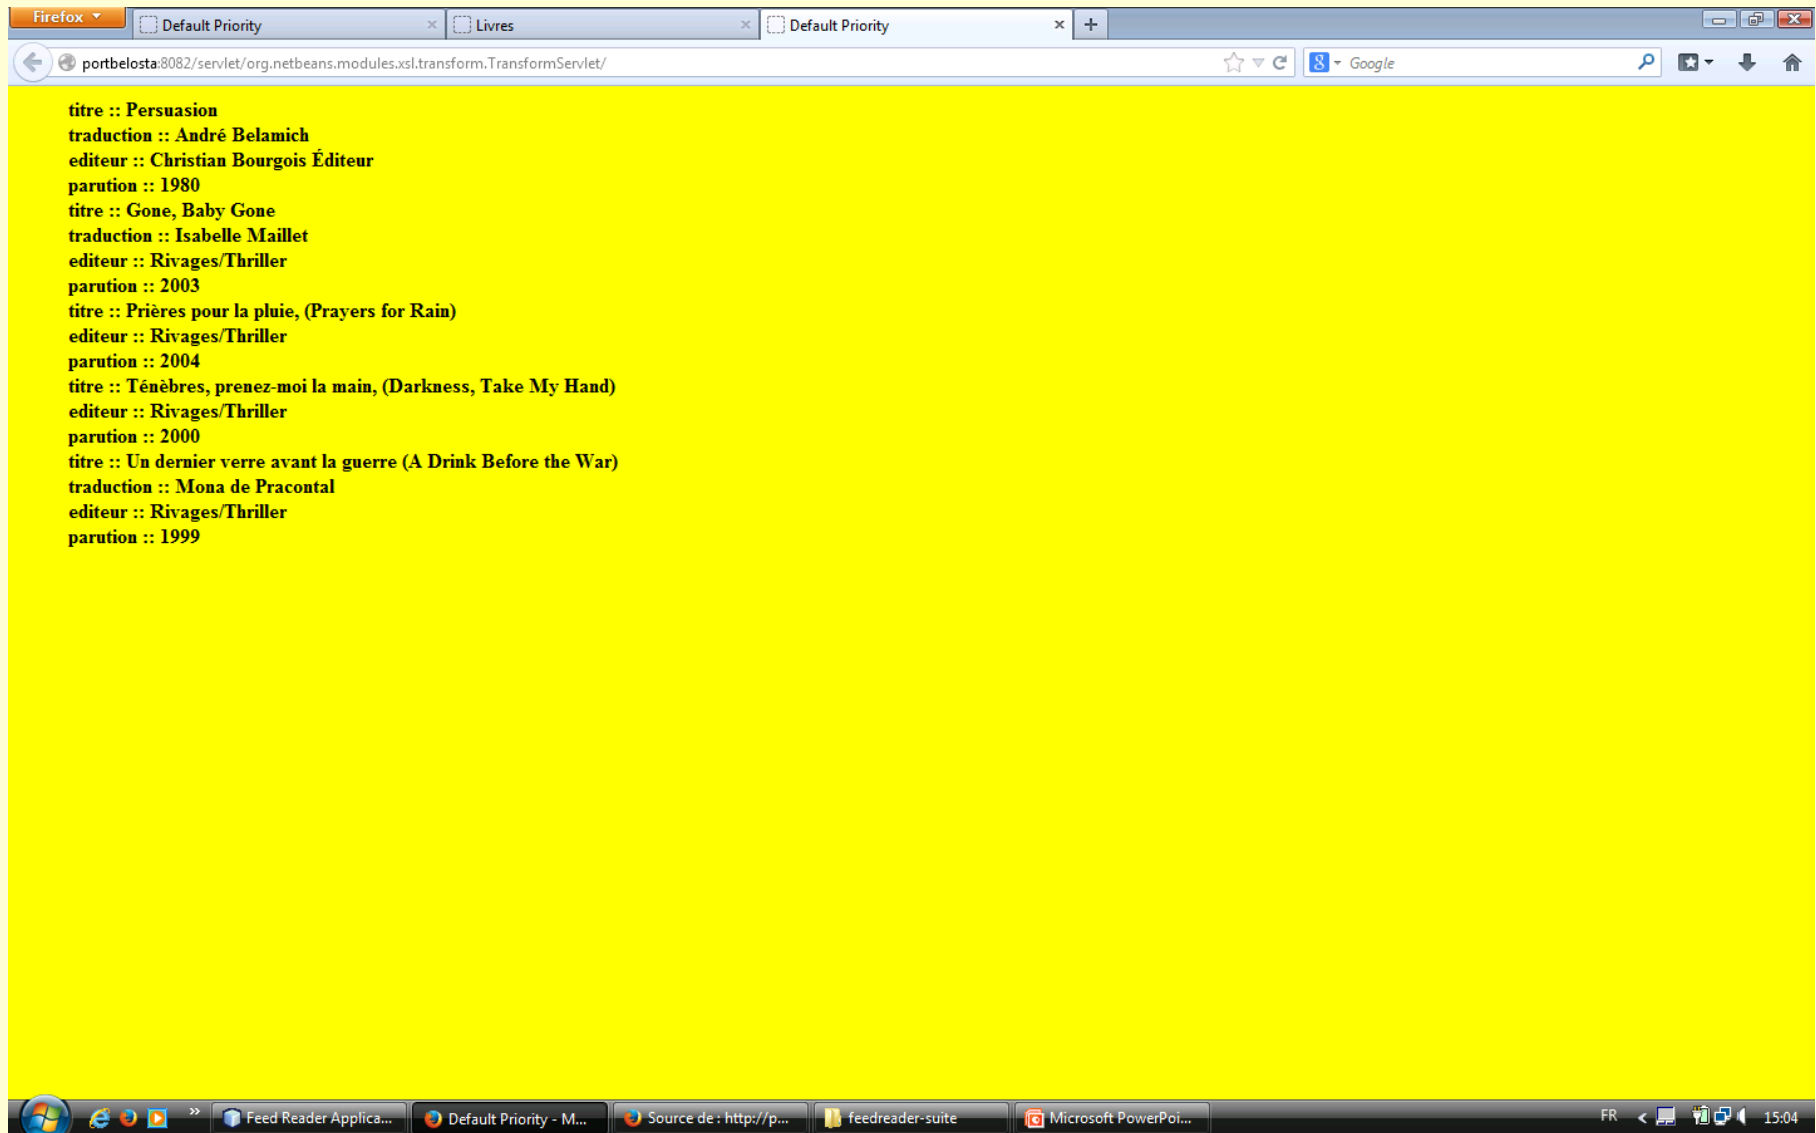 Firefox
Default Priority
Livres
Default Priority
portbelosta:8082/servlet/org.netbeans.modules.xsl.transform.TransformServlet/
Google
titre :: Persuasion
traduction :: André Belamich
editeur :: Christian Bourgois Éditeur
parution :: 1980
titre :: Gone, Baby Gone
traduction :: Isabelle Maillet
editeur :: Rivages/Thriller
parution :: 2003
titre :: Prières pour la pluie, (Prayers for Rain)
editeur :: Rivages/Thriller
parution :: 2004
titre :: Ténèbres, prenez-moi la main, (Darkness, Take My Hand)
editeur :: Rivages/Thriller
parution :: 2000
titre :: Un dernier verre avant la guerre (A Drink Before the War)
traduction :: Mona de Pracontal
editeur :: Rivages/Thriller
parution :: 1999
Feed Reader Applica...
Default Priority - M...
Source de : http://p...
feedreader-suite
Microsoft PowerPoi...
FR
15:04